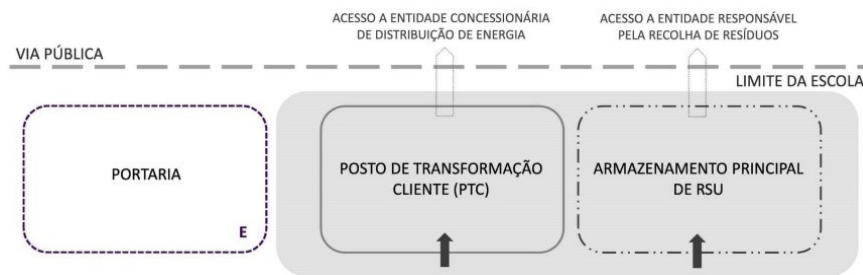 ACESSO A ENTIDADE CONCESSIONÁRIA
DE DISTRIBUIÇÃO DE ENERGIA
ACESSO A ENTIDADE RESPONSÁVEL
PELA RECOLHA DE RESÍDUOS
VIA PÚBLICA
LIMITE DA ESCOLA
PORTARIA
E
POSTO DE TRANSFORMAÇÃO
CLIENTE (PTC)
ARMAZENAMENTO PRINCIPAL
DE RSU